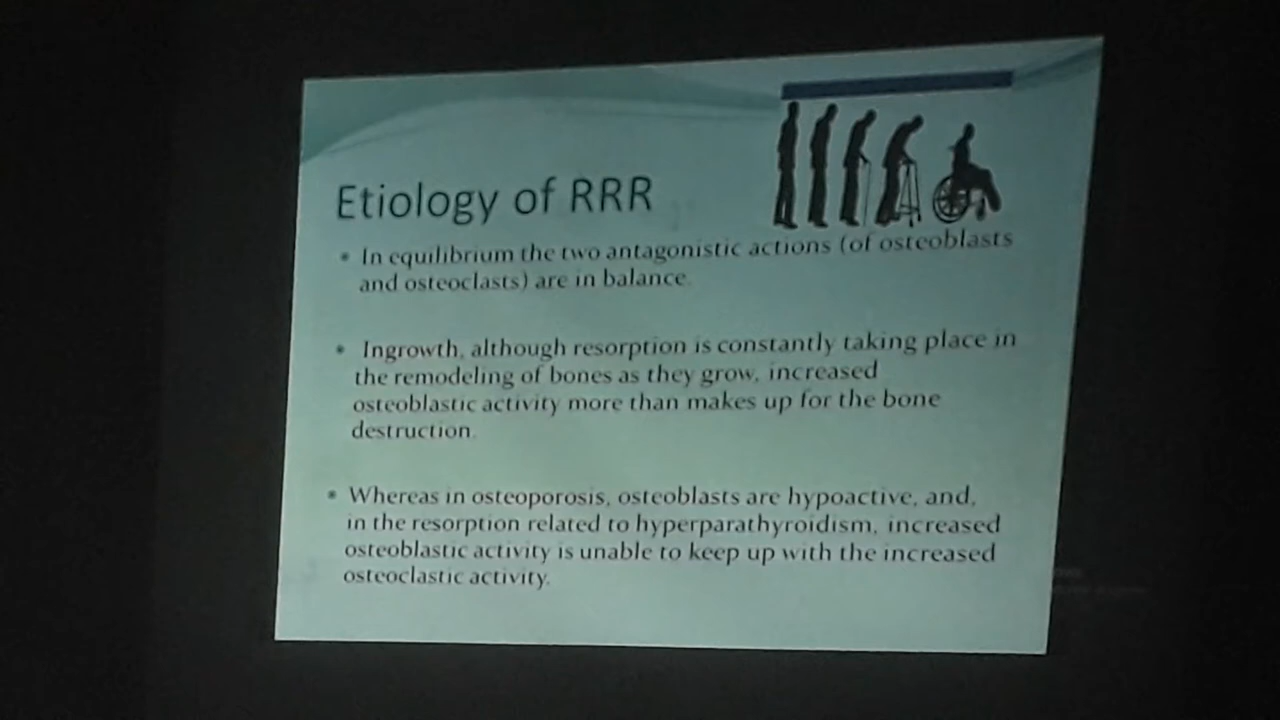 Etiology of RRR
• In equilibrium the two antagonistic actions (of osteoblasts
and osteoclasts) are in balance.
• Ingrowth, although resorption is constantly taking place in
the remodeling of bones as they grow, increased
osteoblastic activity more than makes up for the bone
destruction.
• Whereas in osteoporosis, osteoblasts are hypoactive, and,
in the resorption related to hyperparathyroidism, increased
osteoblastic activity is unable to keep up with the increased
osteoclastic activity.